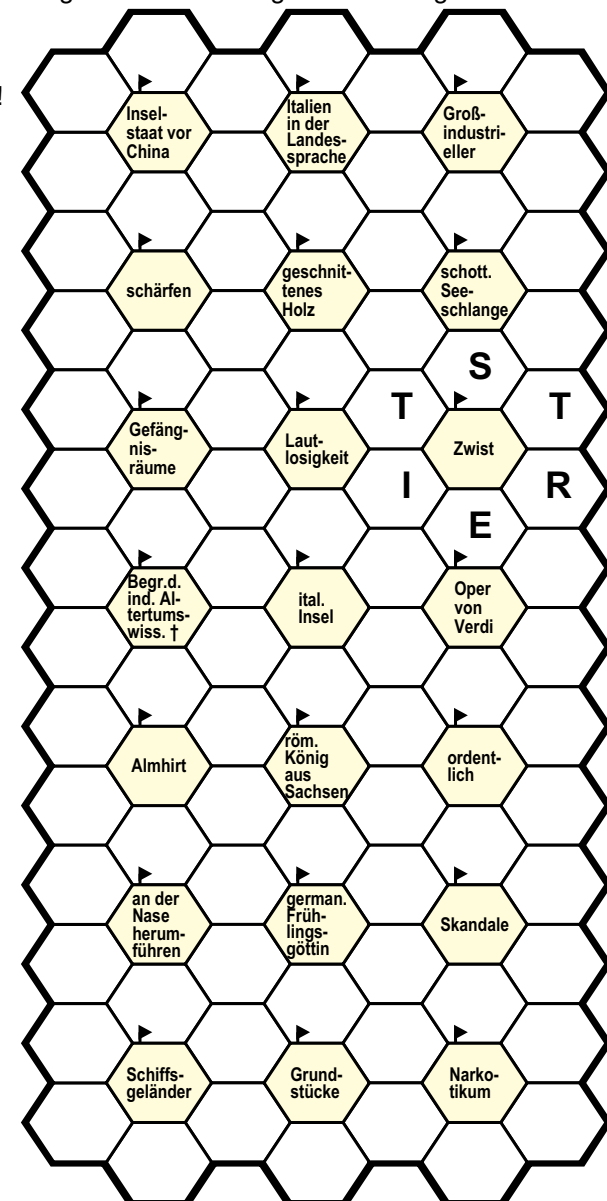 !
Insel-
staat vor
China
Italien
in der
Landes-
sprache
Groß-
industri-
eller
schärfen
geschnit-
tenes
Holz
schott.
See-
schlange
S
T
T
Gefäng-
nis-
räume
Laut-
losigkeit
Zwist
I
R
E
Begr.d.
ind. Al-
tertums-
wiss. †
ital.
Insel
Oper
von
Verdi
Almhirt
röm.
König
aus
Sachsen
ordent-
lich
an der
Nase
herum-
führen
german.
Früh-
lings-
göttin
Skandale
Schiffs-
geländer
Grund-
stücke
Narko-
tikum